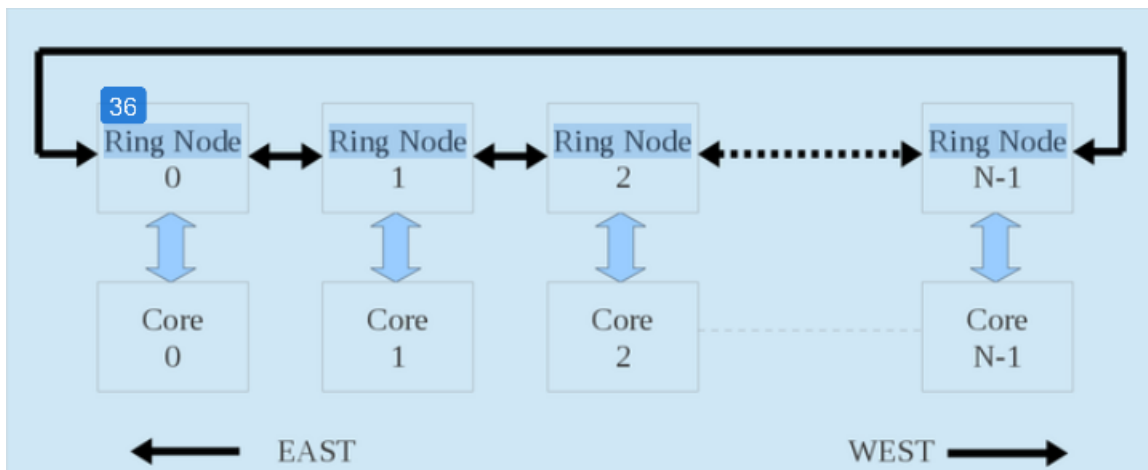 36
Ring Node Ring Node Ring Node Ring Node
0 1 2 N-1
Core Core Core Core
0 1 2 N-1
EAST WEST